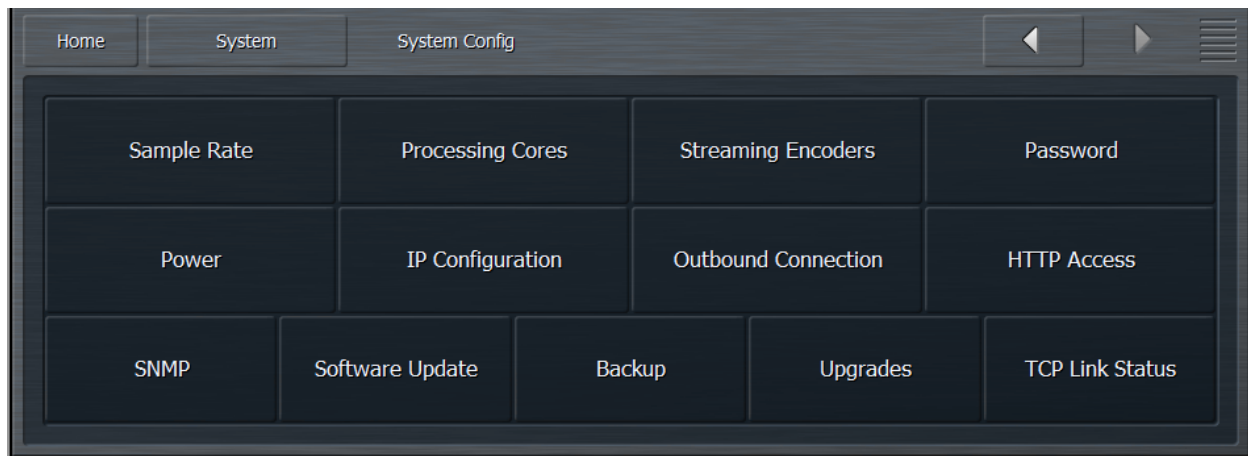 Home System System Config
Sample Rate Processing Cores Streaming Encoders Password
Power IP Configuration Outbound Connection HTTP Access
SNMP Software Update Backup Upgrades TCP Link Status